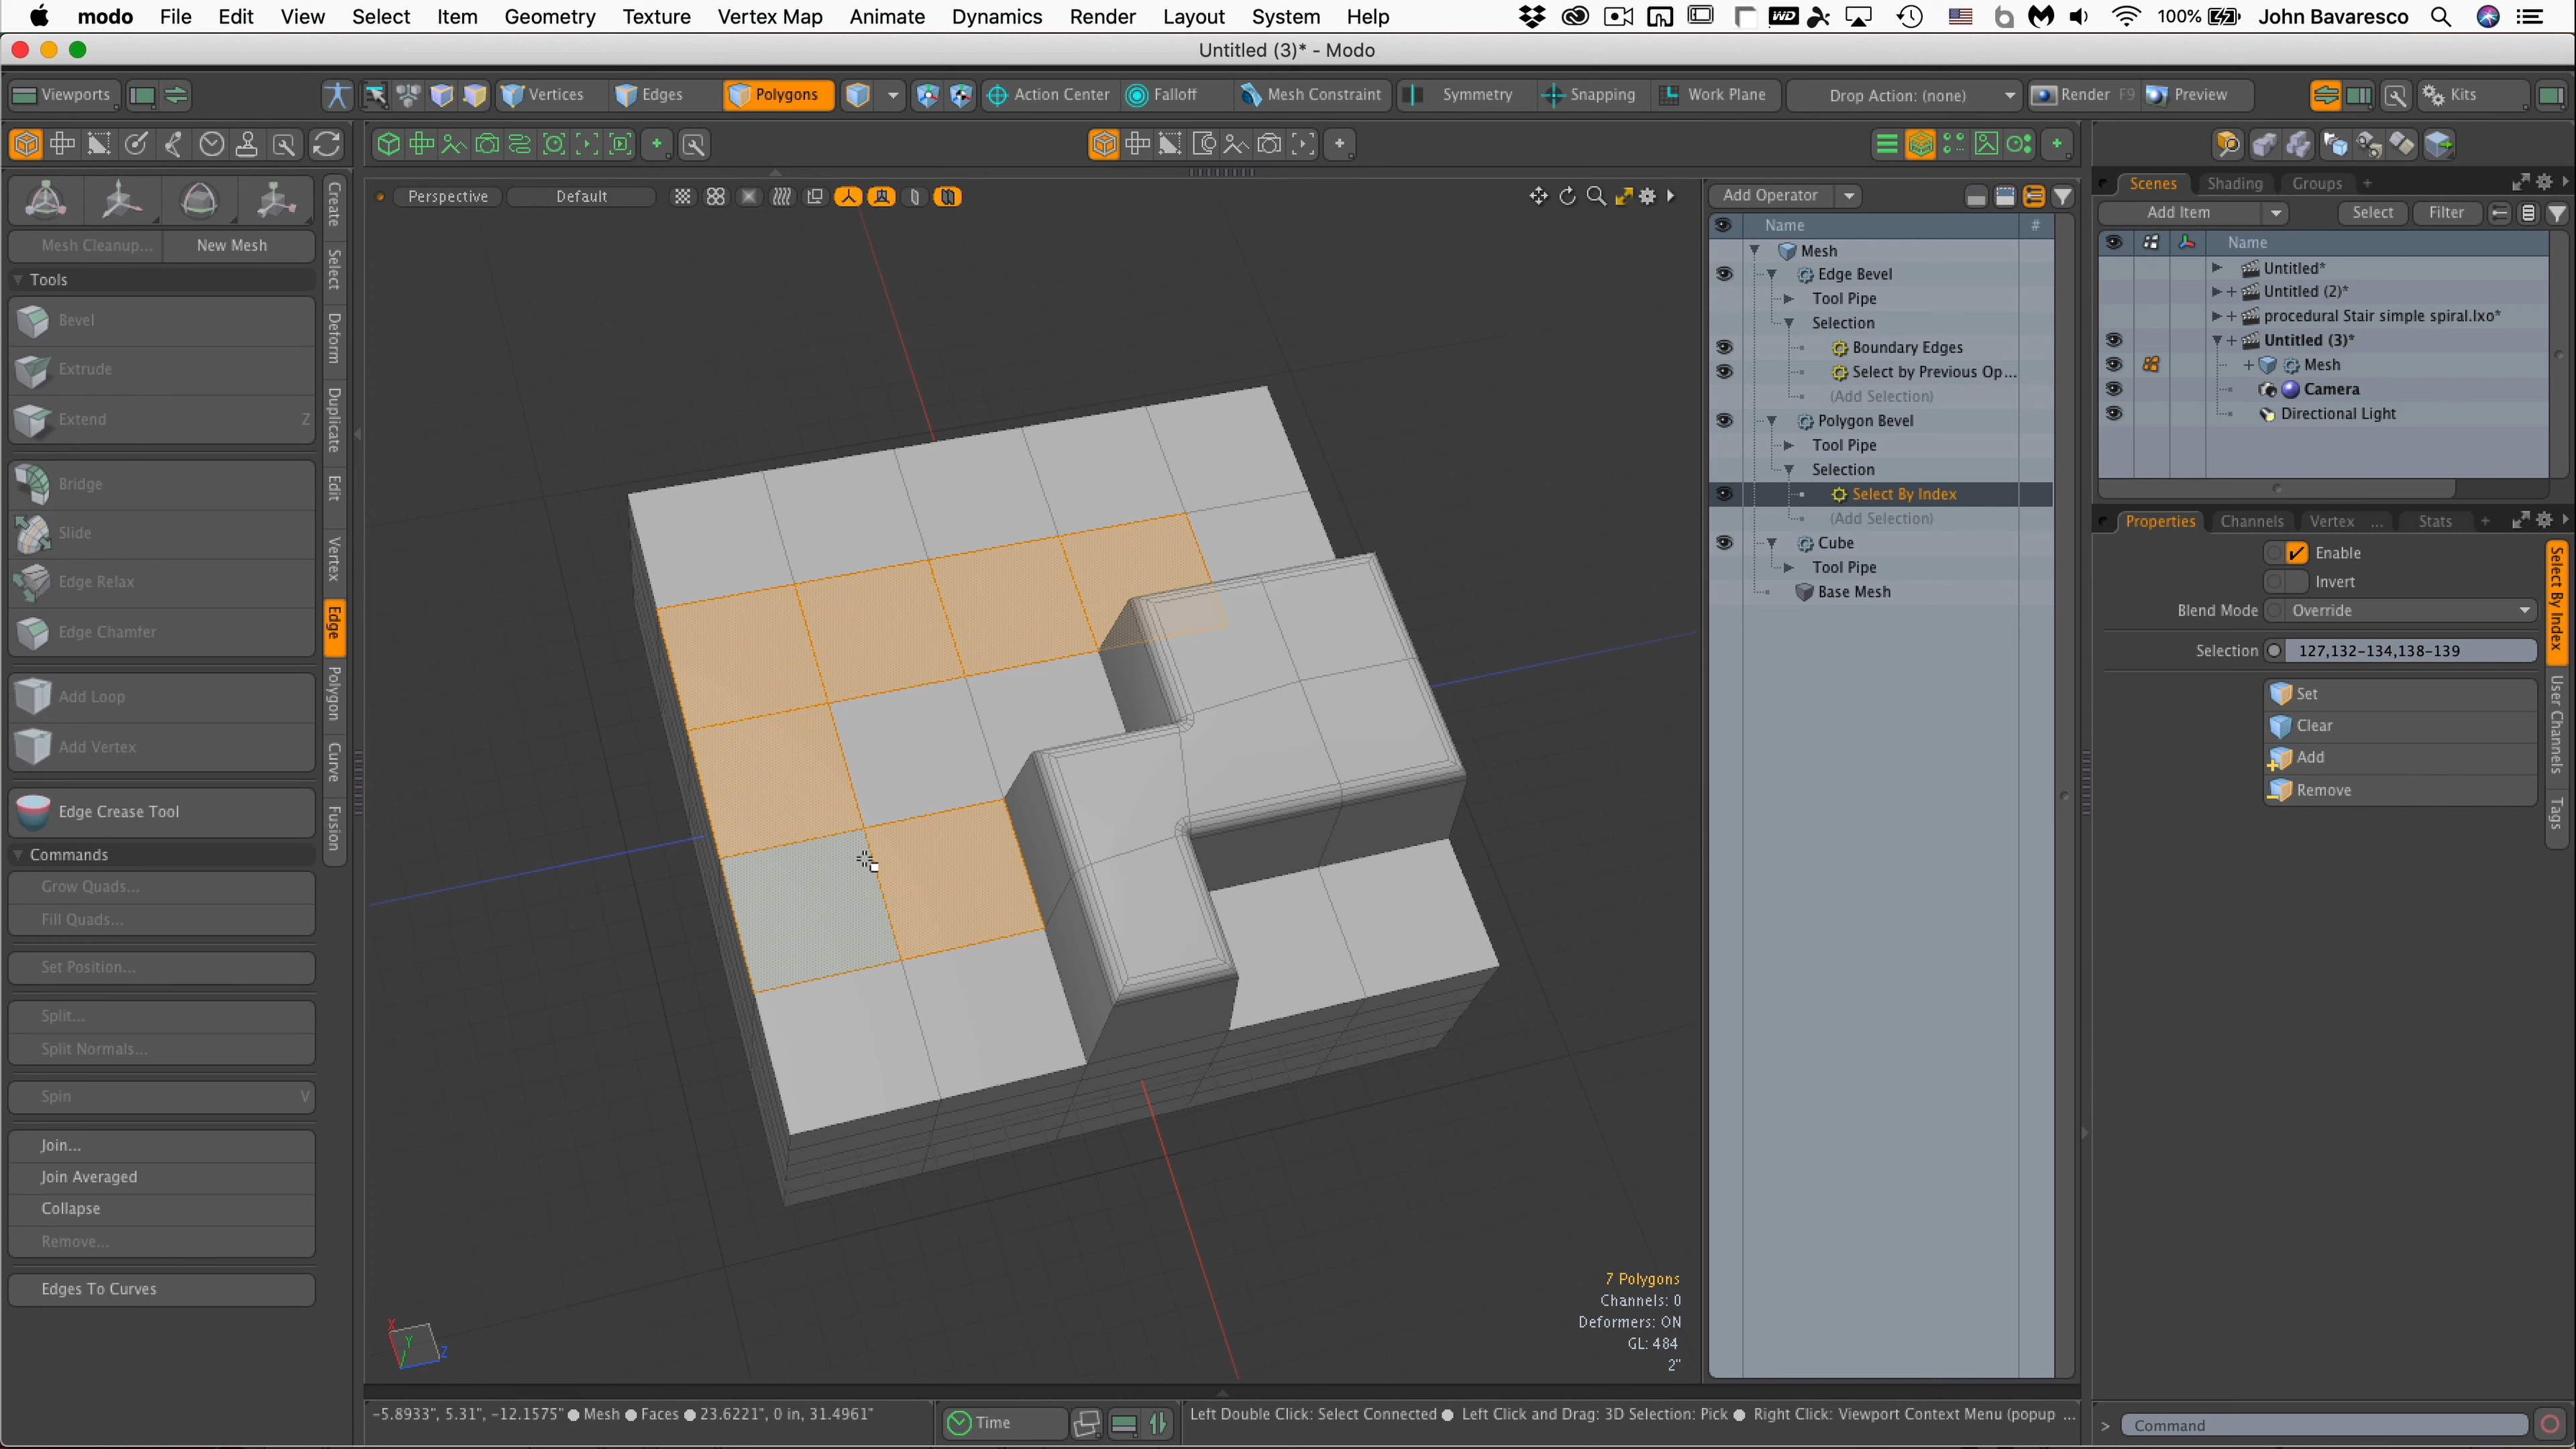 modo File Edit View Select Item Geometry Texture Vertex Map Animate Dynamics Render Layout System Help 100% John Bavaresco
Untitled (3)* - Modo
Viewports Vertices Edges Polygons Action Center Falloff Mesh Constraint Symmetry Snapping Work Plane Drop Action: (none) Render F9 Preview Kits
Perspective Default
Mesh Cleanup... New Mesh
Tools
Bevel
Extrude
Extend Z
Bridge
Slide
Edge Relax
Edge Chamfer
Add Loop
Add Vertex
Edge Crease Tool
Commands
Grow Quads...
Fill Quads...
Set Position...
Split...
Split Normals...
Spin V
Join...
Join Averaged
Collapse
Remove...
Edges To Curves
Create
Select
Deform
Duplicate
Edit
Vertex
Edge
Polygon
Curve
Fusion
7 Polygons
Channels: 0
Deformers: ON
GL: 484
2"
X
Y
Z
Add Operator
Name #
Mesh
Edge Bevel
Tool Pipe
Selection
Boundary Edges
Select by Previous Op...
(Add Selection)
Polygon Bevel
Tool Pipe
Selection
Select By Index
(Add Selection)
Cube
Tool Pipe
Base Mesh
Scenes Shading Groups +
Add Item Select Filter
Name
Untitled*
+ Untitled (2)*
+ procedural Stair simple spiral.lxo*
+ Untitled (3)*
+ Mesh
Camera
Directional Light
Properties Channels Vertex ... Stats +
Enable
Invert
Blend Mode Override
Selection 127,132-134,138-139
Set
Clear
Add
Remove
Select By Index
User Channels
Tags
-5.8933", 5.31", -12.1575" ● Mesh ● Faces ● 23.6221", 0 in, 31.4961"
Time
Left Double Click: Select Connected ● Left Click and Drag: 3D Selection: Pick ● Right Click: Viewport Context Menu (popup ...
> Command